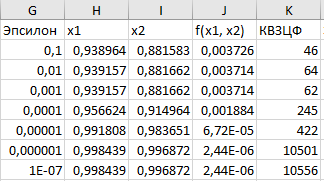 G H I J K
Эпсилон x1 x2 f(x1, x2) КВЗЦФ
0,1 0,938964 0,881583 0,003726 46
0,01 0,939157 0,881662 0,003714 64
0,001 0,939157 0,881662 0,003714 62
0,0001 0,956624 0,914964 0,001884 245
0,00001 0,991808 0,983651 6,72E-05 422
0,000001 0,998439 0,996872 2,44E-06 10501
1E-07 0,998439 0,996872 2,44E-06 10556